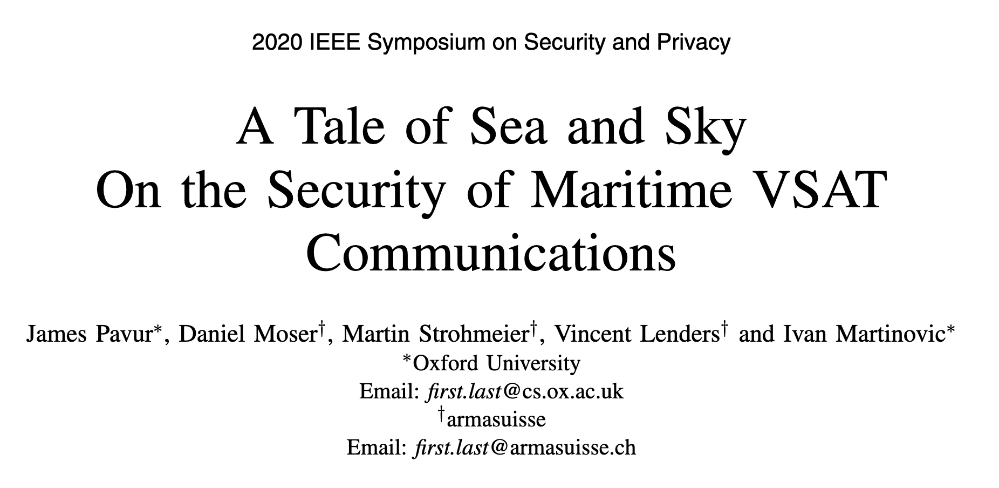 2020 IEEE Symposium on Security and Privacy
A Tale of Sea and Sky
On the Security of Maritime VSAT
Communications
James Pavur*, Daniel Moser†, Martin Strohmeier†, Vincent Lenders† and Ivan Martinovic*
*Oxford University
Email: first.last@cs.ox.ac.uk
†armasuisse
Email: first.last@armasuisse.ch